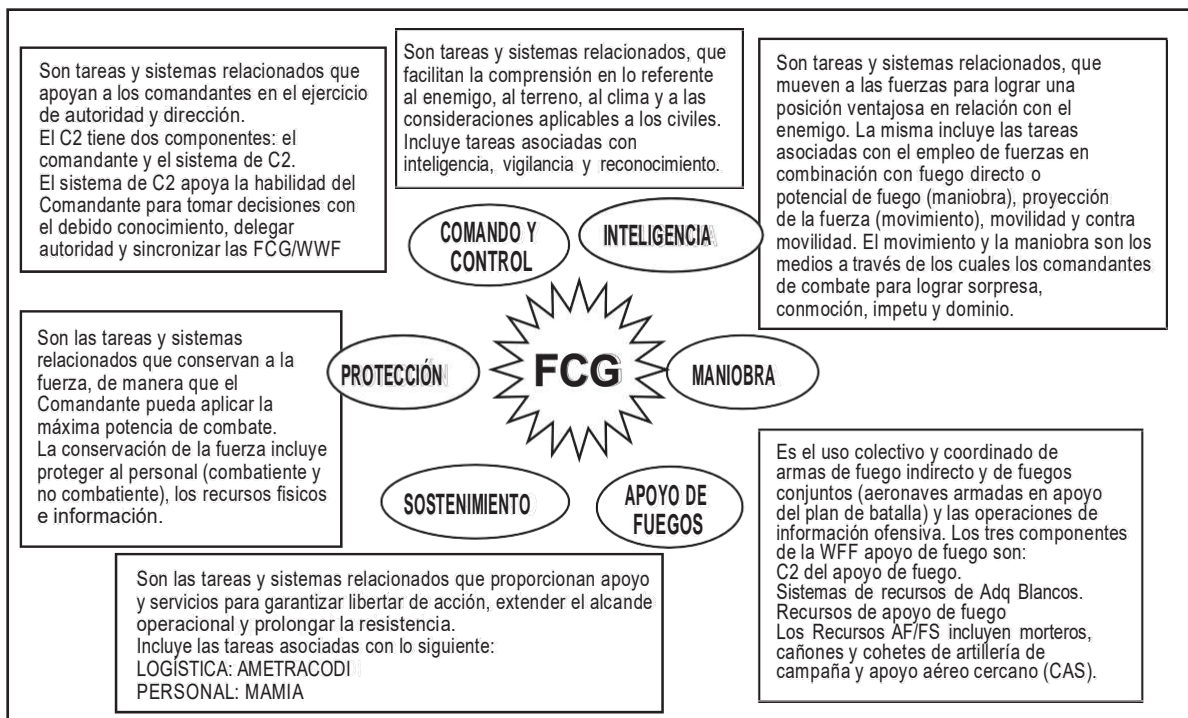 Son tareas y sistemas relacionados que
apoyan a los comandantes en el ejercicio
de autoridad y dirección.
El C2 tiene dos componentes: el
comandante y el sistema de C2.
El sistema de C2 apoya la habilidad del
Comandante para tomar decisiones con
el debido conocimiento, delegar
autoridad y sincronizar las FCG/WWF
Son tareas y sistemas relacionados, que
facilitan la comprensión en lo referente
al enemigo, al terreno, al clima y a las
consideraciones aplicables a los civiles.
Incluye tareas asociadas con
inteligencia, vigilancia y reconocimiento.
Son tareas y sistemas relacionados, que
mueven a las fuerzas para lograr una
posición ventajosa en relación con el
enemigo. La misma incluye las tareas
asociadas con el empleo de fuerzas en
combinación con fuego directo o
potencial de fuego (maniobra), proyección
de la fuerza (movimiento), movilidad y contra
movilidad. El movimiento y la maniobra son los
medios a través de los cuales los comandantes
de combate para lograr sorpresa,
conmoción, impetu y dominio.
COMANDO Y
CONTROL
INTELIGENCIA
Son las tareas y sistemas
relacionados que conservan a la
fuerza, de manera que el
Comandante pueda aplicar la
máxima potencia de combate.
La conservación de la fuerza incluye
proteger al personal (combatiente y
no combatiente), los recursos fisicos
e información.
PROTECCIÓN
FCG
MANIOBRA
SOSTENIMIENTO
APOYO DE
FUEGOS
Es el uso colectivo y coordinado de
armas de fuego indirecto y de fuegos
conjuntos (aeronaves armadas en apoyo
del plan de batalla) y las operaciones de
información ofensiva. Los tres componentes
de la WFF apoyo de fuego son:
C2 del apoyo de fuego.
Sistemas de recursos de Adq Blancos.
Recursos de apoyo de fuego
Los Recursos AF/FS incluyen morteros,
cañones y cohetes de artillería de
campaña y apoyo aéreo cercano (CAS).
Son las tareas y sistemas relacionados que proporcionan apoyo
y servicios para garantizar libertar de acción, extender el alcande
operacional y prolongar la resistencia.
Incluye las tareas asociadas con lo siguiente:
LOGÍSTICA: AMETRACODI
PERSONAL: MAMIA